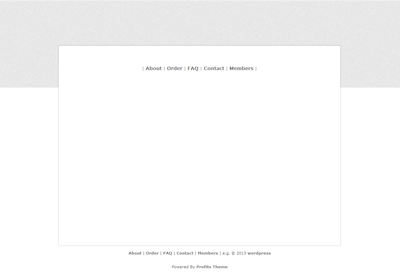 | About | Order | FAQ | Contact | Members |
About | Order | FAQ | Contact | Members | e.g. © 2013 wordpress
Powered By Profits Theme